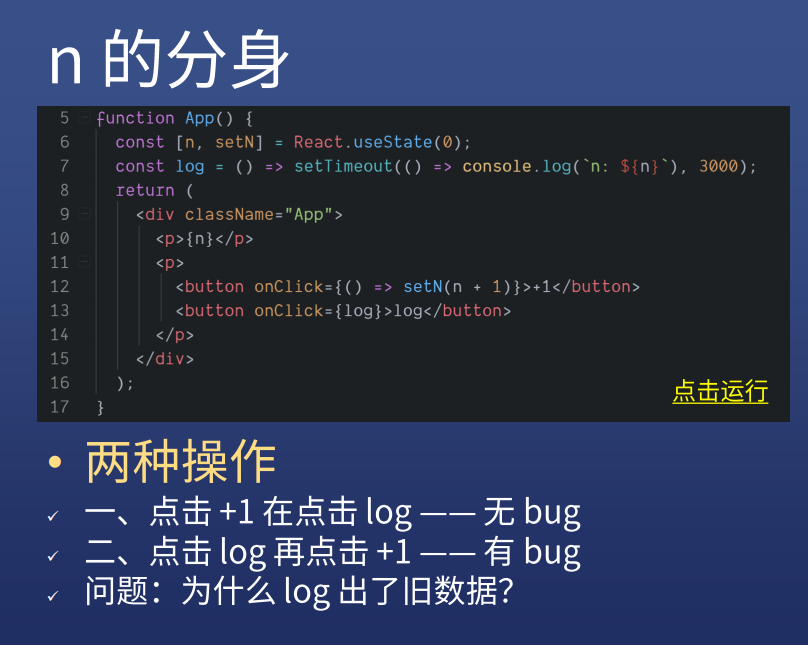 n 的分身
5 function App() {
6 const [n, setN] = React.useState(0);
7 const log = () => setTimeout(() => console.log(`n: ${n}`), 3000);
8 return (
9 <div className="App">
10 <p>{n}</p>
11 <p>
12 <button onClick={() => setN(n + 1)}>+1</button>
13 <button onClick={log}>log</button>
14 </p>
15 </div>
16 );
17 }
点击运行
• 两种操作
✓ 一、点击 +1 在点击 log —— 无 bug
✓ 二、点击 log 再点击 +1 —— 有 bug
✓ 问题：为什么 log 出了旧数据？